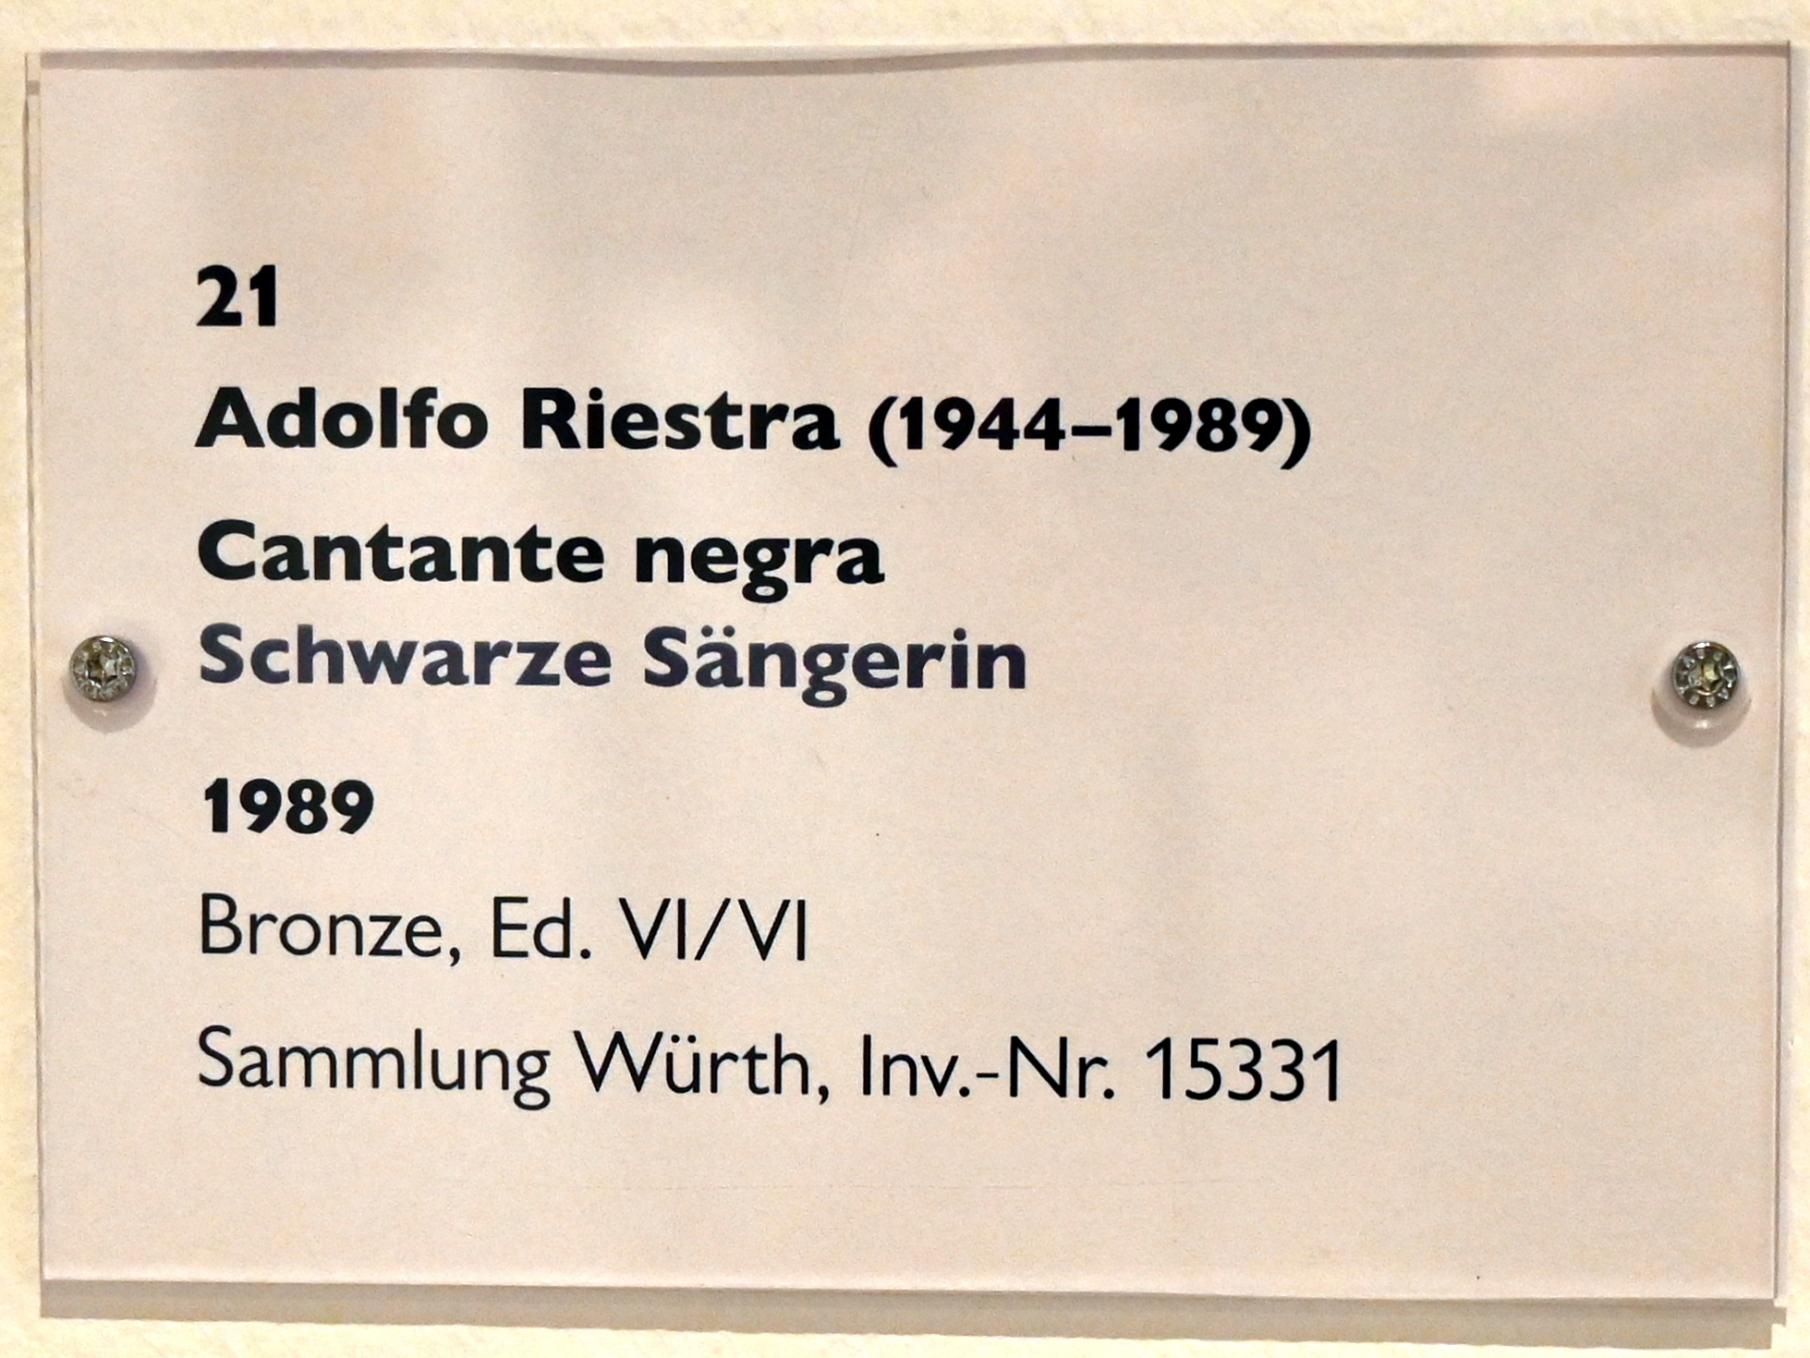 21
Adolfo Riestra (1944–1989)
Cantante negra
Schwarze Sängerin
1989
Bronze, Ed. VI/VI
Sammlung Würth, Inv.-Nr. 15331